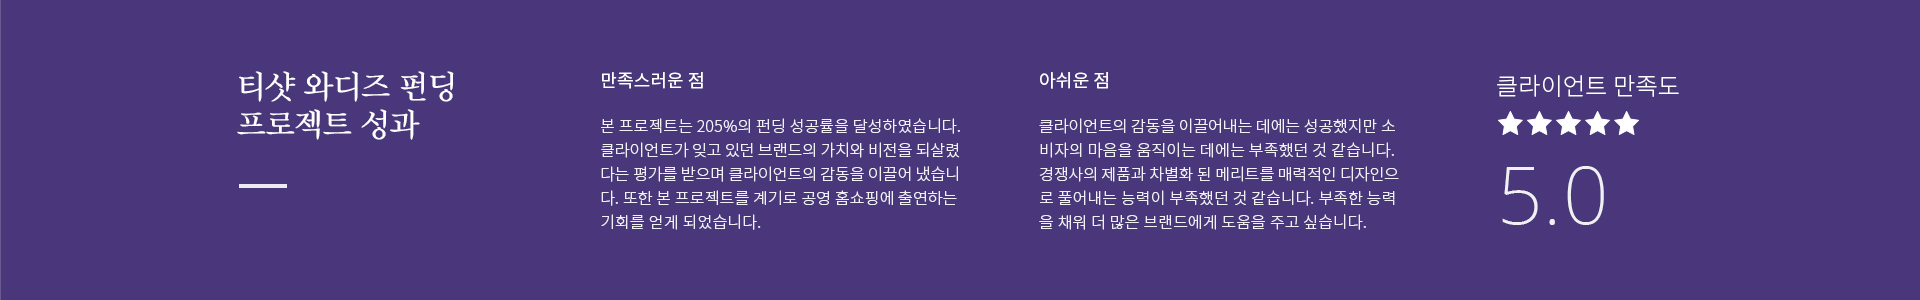 티샷 와디즈 펀딩
프로젝트 성과
만족스러운 점
본 프로젝트는 205%의 펀딩 성공률을 달성하였습니다.
클라이언트가 잊고 있던 브랜드의 가치와 비전을 되살렸
다는 평가를 받으며 클라이언트의 감동을 이끌어 냈습니
다. 또한 본 프로젝트를 계기로 공영 홈쇼핑에 출연하는
기회를 얻게 되었습니다.
아쉬운 점
클라이언트의 감동을 이끌어내는 데에는 성공했지만 소
비자의 마음을 움직이는 데에는 부족했던 것 같습니다.
경쟁사의 제품과 차별화 된 메리트를 매력적인 디자인으
로 풀어내는 능력이 부족했던 것 같습니다. 부족한 능력
을 채워 더 많은 브랜드에게 도움을 주고 싶습니다.
클라이언트 만족도
★★★★★
5.0